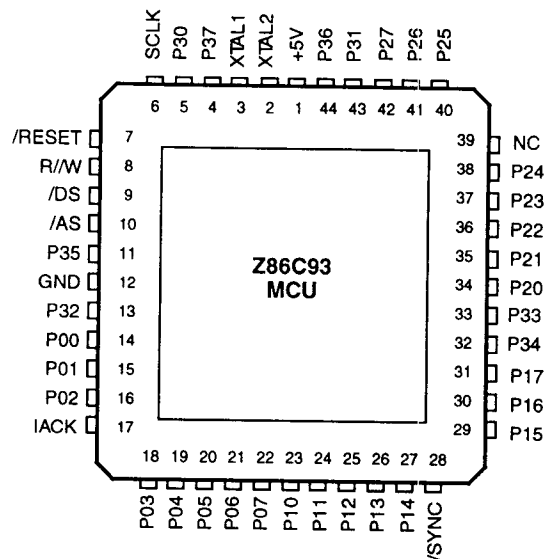 SCLK P30 P37 XTAL1 XTAL2 +5V P36 P31 P27 P26 P25
6 5 4 3 2 1 44 43 42 41 40
/RESET 7
R//W 8
/DS 9
/AS 10
P35 11
GND 12
P32 13
P00 14
P01 15
P02 16
IACK 17
Z86C93
MCU
39 NC
38 P24
37 P23
36 P22
35 P21
34 P20
33 P33
32 P34
31 P17
30 P16
29 P15
18 19 20 21 22 23 24 25 26 27 28
P03 P04 P05 P06 P07 P10 P11 P12 P13 P14 /SYNC